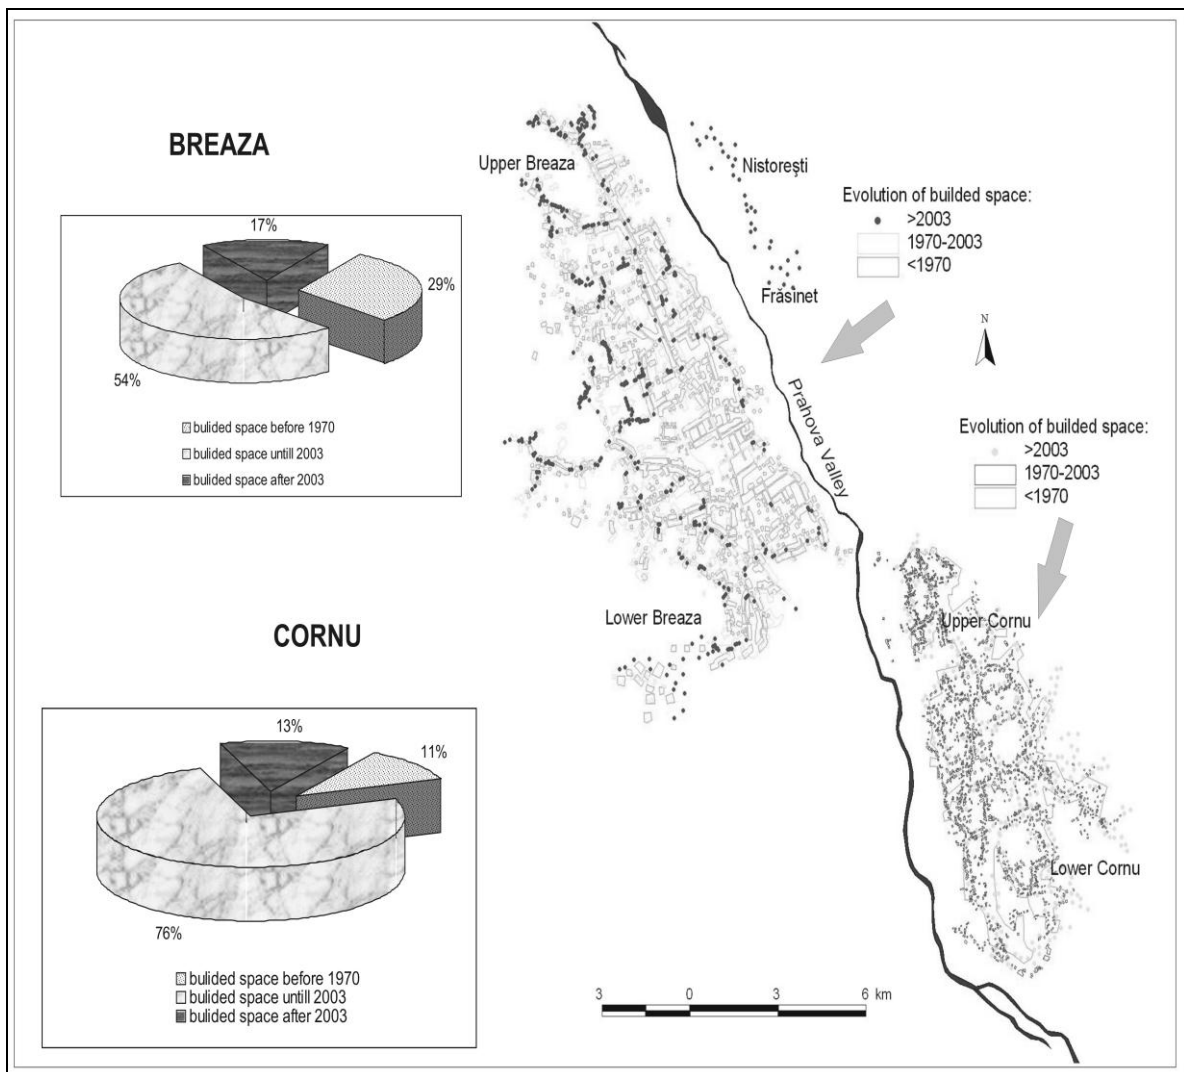 BREAZA
17%
29%
54%
bulided space before 1970
bulided space untill 2003
bulided space after 2003
CORNU
13%
11%
76%
bulided space before 1970
bulided space untill 2003
bulided space after 2003
Upper Breaza
Nistorești
Frăsinet
Evolution of builded space:
>2003
1970-2003
<1970
N
Prahova Valley
Evolution of builded space:
>2003
1970-2003
<1970
Lower Breaza
Upper Cornu
Lower Cornu
3 0 3 6 km